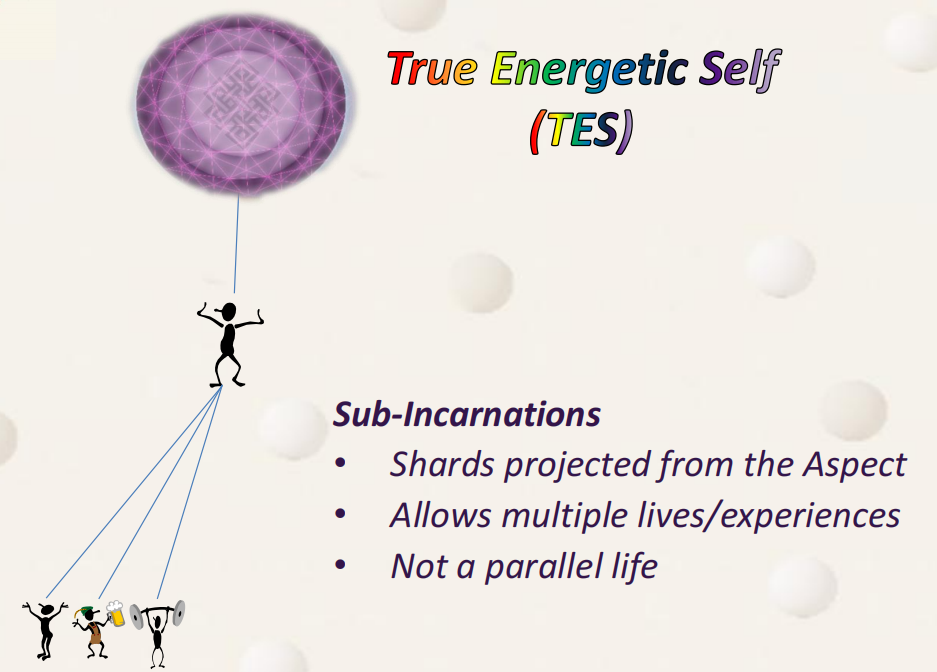 True Energetic Self
(TES)
Sub-Incarnations
• Shards projected from the Aspect
• Allows multiple lives/experiences
• Not a parallel life